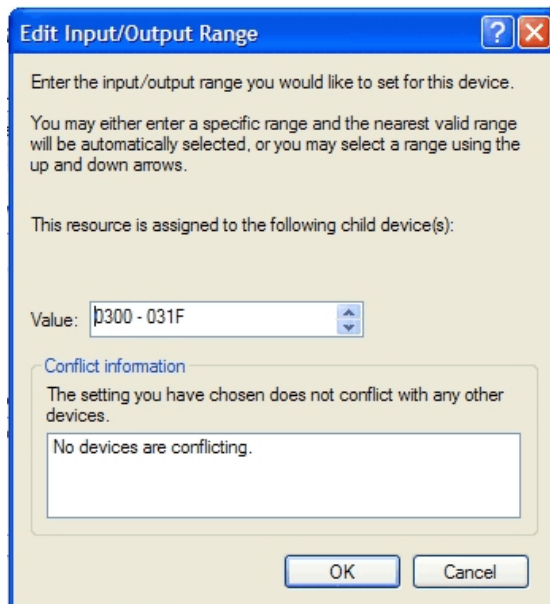 Edit Input/Output Range
Enter the input/output range you would like to set for this device.
You may either enter a specific range and the nearest valid range
will be automatically selected, or you may select a range using the
up and down arrows.
This resource is assigned to the following child device(s):
Value: 0300 - 031F
Conflict information
The setting you have chosen does not conflict with any other
devices.
No devices are conflicting.
OK Cancel